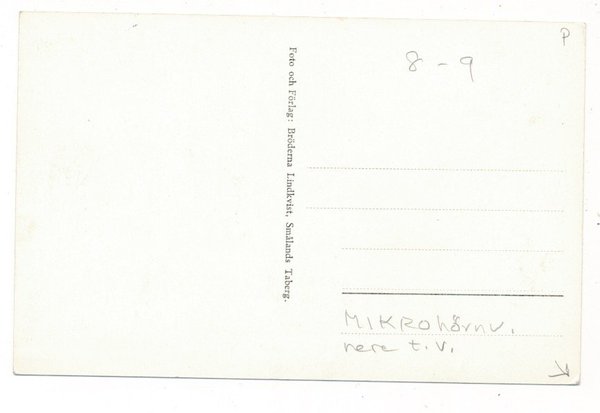 P
8 - 9
Foto och Förlag: Bröderna Lindkvist, Smålands Taberg.
MIKROhörnv.
nere t.v.